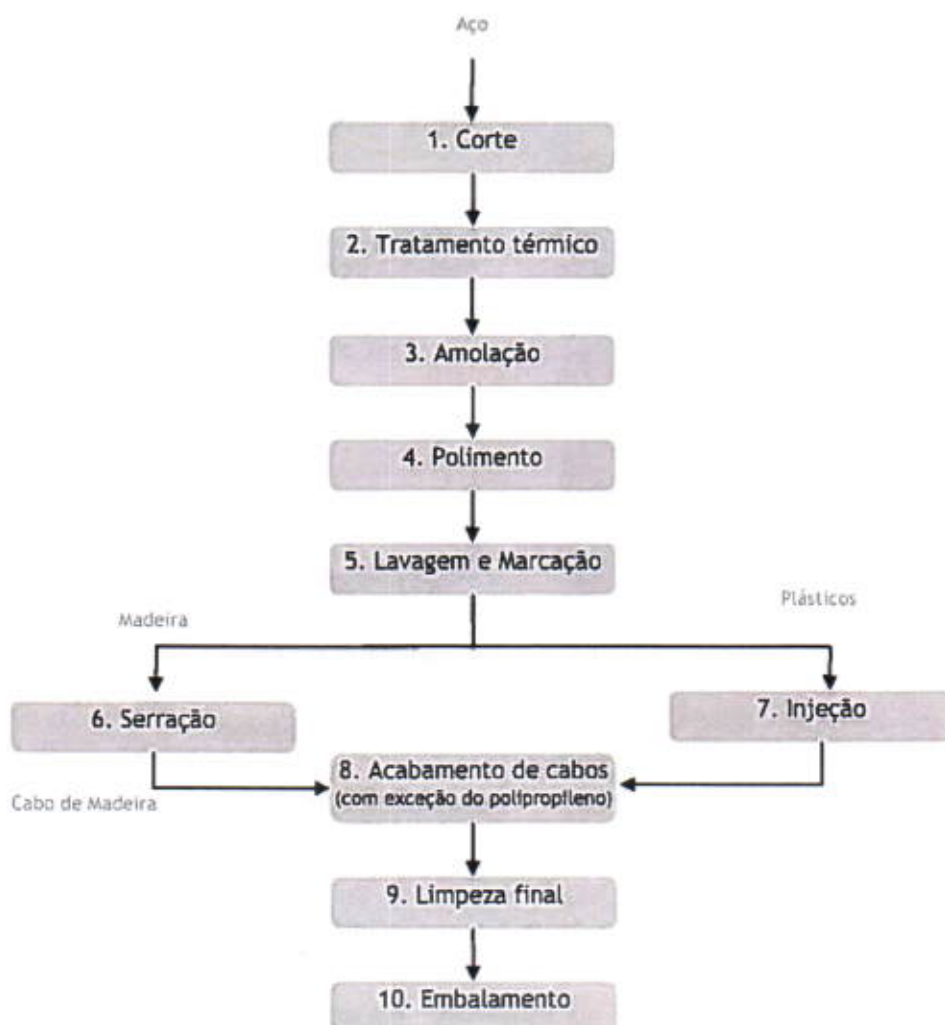 Aço
1. Corte
2. Tratamento térmico
3. Amolação
4. Polimento
5. Lavagem e Marcação
Madeira
Plásticos
6. Serração
7. Injeção
8. Acabamento de cabos
(com exceção do polipropileno)
Cabo de Madeira
9. Limpeza final
10. Embalamento